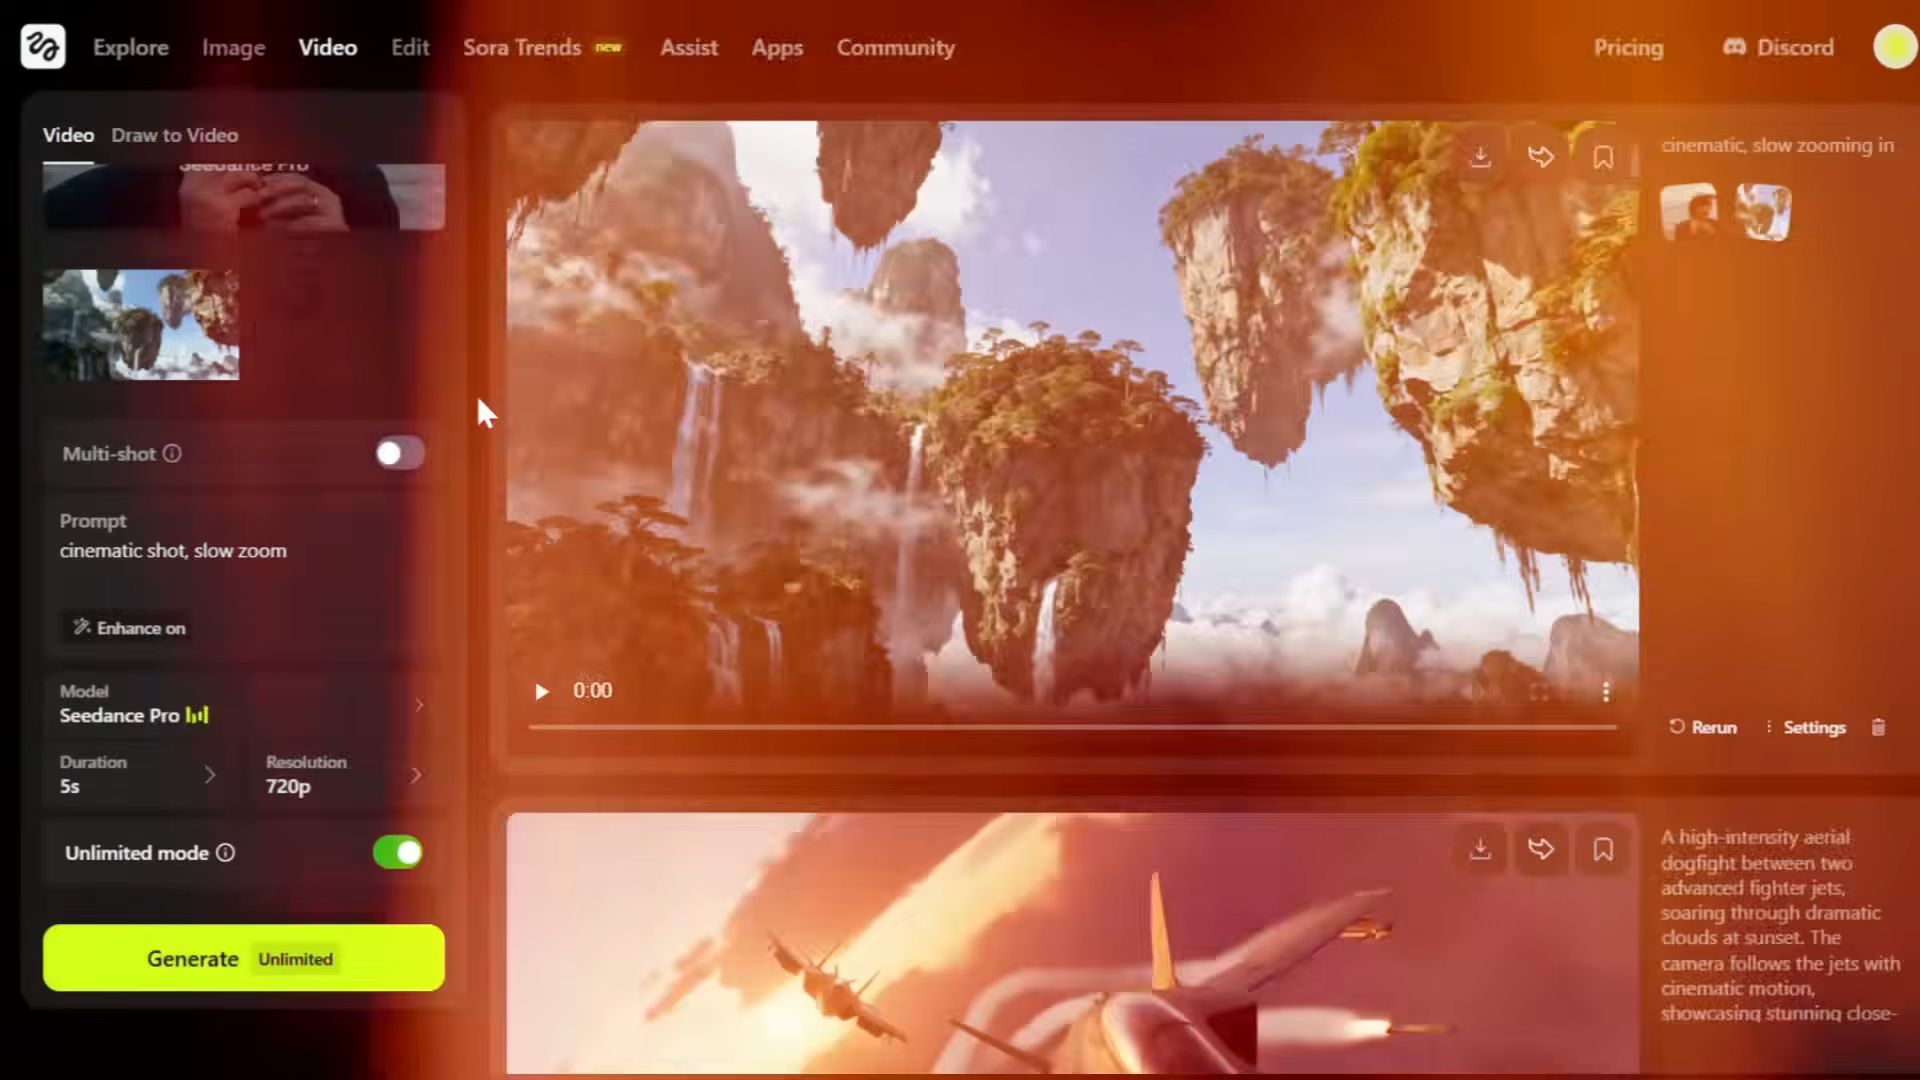 Explore
Image
Video
Edit
Sora Trends new
Assist
Apps
Community
Pricing
Discord
Video
Draw to Video
Seedance Pro
Multi-shot
Prompt
cinematic shot, slow zoom
Enhance on
Model
Seedance Pro
Duration
5s
Resolution
720p
Unlimited mode
Generate Unlimited
0:00
cinematic, slow zooming in
Rerun
Settings
A high-intensity aerial
dogfight between two
advanced fighter jets,
soaring through dramatic
clouds at sunset. The
camera follows the jets with
cinematic motion,
showcasing stunning close-